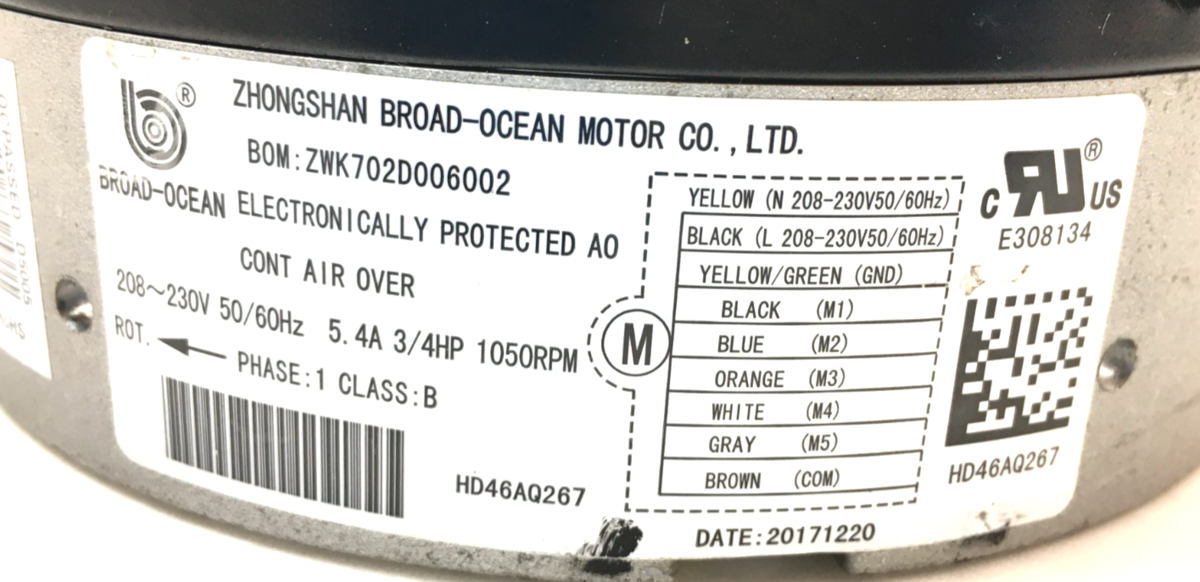 ®
ZHONGSHAN BROAD-OCEAN MOTOR CO., LTD.
BOM:ZWK702D006002
BROAD-OCEAN
ELECTRONICALLY PROTECTED AO
CONT AIR OVER
208~230V 50/60Hz 5.4A 3/4HP 1050RPM
ROT.
PHASE:1 CLASS:B
HD46AQ267
M
YELLOW (N 208-230V50/60Hz)
BLACK (L 208-230V50/60Hz)
YELLOW/GREEN (GND)
BLACK (M1)
BLUE (M2)
ORANGE (M3)
WHITE (M4)
GRAY (M5)
BROWN (COM)
DATE:20171220
C RU US ®
E308134
HD46AQ267
PASSED